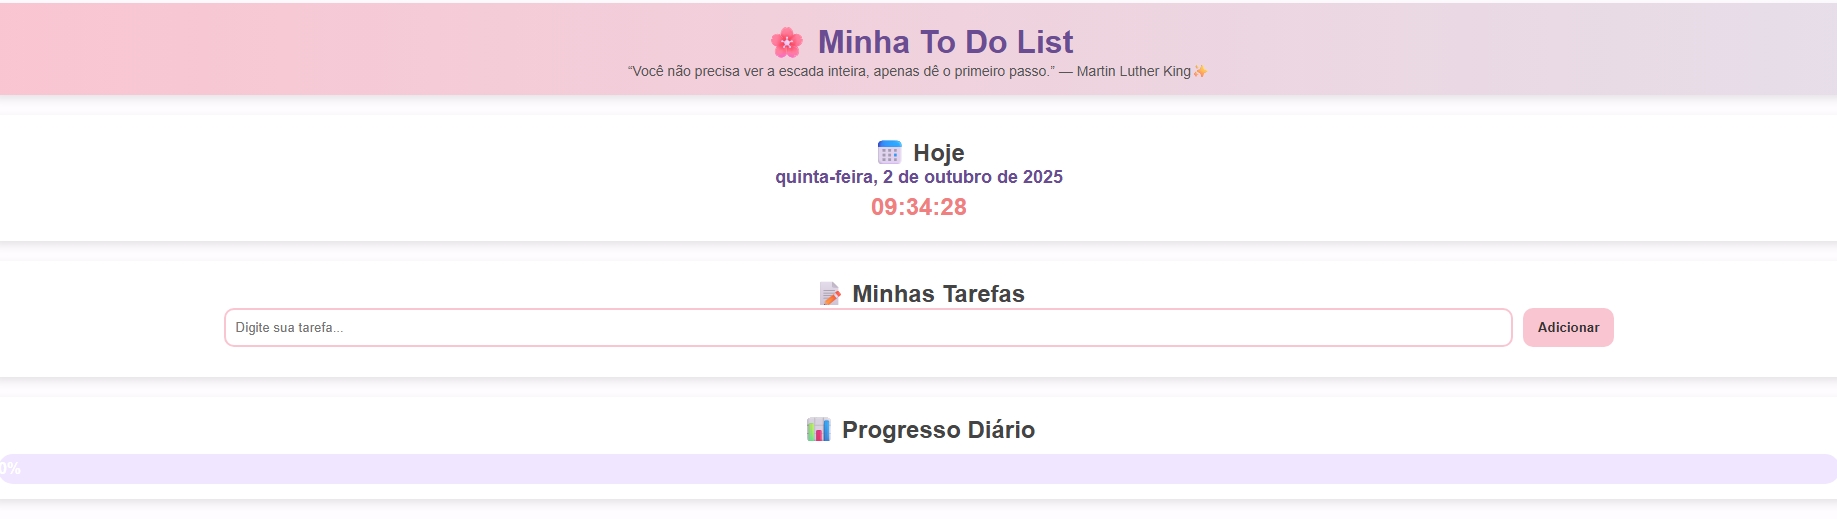 🌸 Minha To Do List
“Você não precisa ver a escada inteira, apenas dê o primeiro passo.” — Martin Luther King✨
📅 Hoje
quinta-feira, 2 de outubro de 2025
09:34:28
📝 Minhas Tarefas
Digite sua tarefa...
Adicionar
📊 Progresso Diário
0%